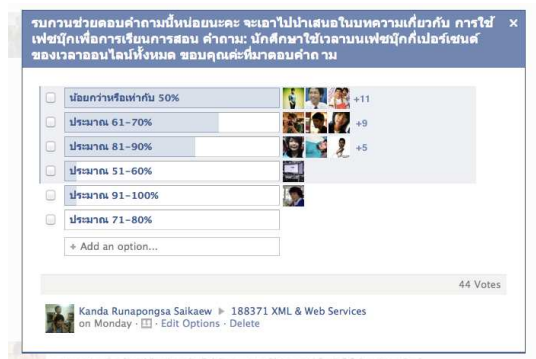 รบกวนช่วยตอบคำถามนี้หน่อยนะคะ จะเอาไปนำเสนอในบทความเกี่ยวกับ การใช้
เฟซบุ๊กเพื่อการเรียนการสอน คำถาม: นักศึกษาใช้เวลาบนเฟซบุ๊กกี่เปอร์เซนต์
ของเวลาออนไลน์ทั้งหมด ขอบคุณค่ะที่มาตอบคำถาม
น้อยกว่าหรือเท่ากับ 50% +11
ประมาณ 61-70% +9
ประมาณ 81-90% +5
ประมาณ 51-60%
ประมาณ 91-100%
ประมาณ 71-80%
+ Add an option...
44 Votes
Kanda Runapongsa Saikaew ▶ 188371 XML & Web Services
on Monday · Edit Options · Delete